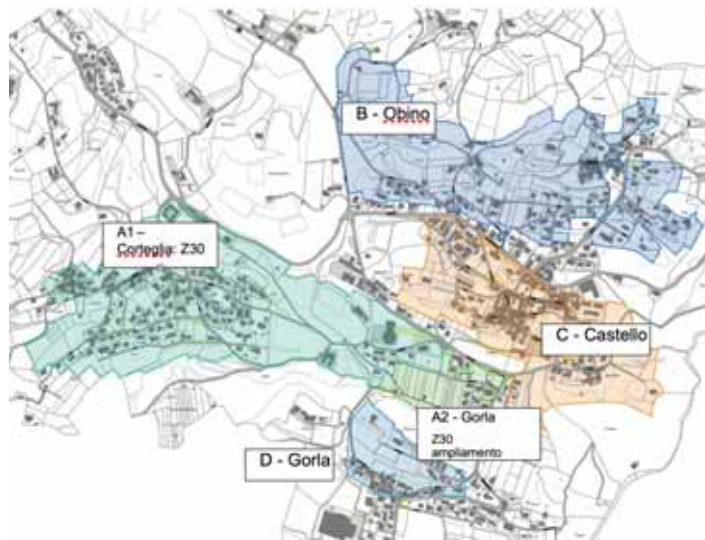 B - Obino
A1 –
Corteglia: Z30
C - Castello
A2 - Gorla
Z30
ampliamento
D - Gorla